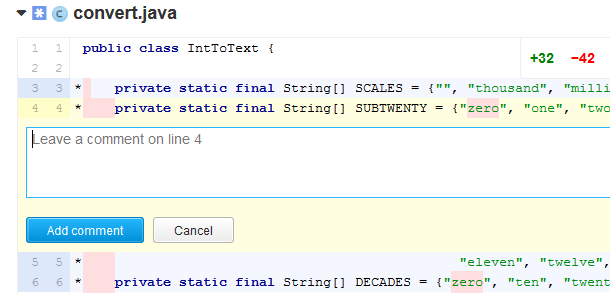 convert.java
1 1 public class IntToText {
+32 −42
2 2
3 3 * private static final String[] SCALES = {"", "thousand", "milli
4 4 * private static final String[] SUBTWENTY = {"zero", "one", "two
Leave a comment on line 4
Add comment Cancel
5 5 * "eleven", "twelve",
6 6 * private static final String[] DECADES = {"zero", "ten", "twent